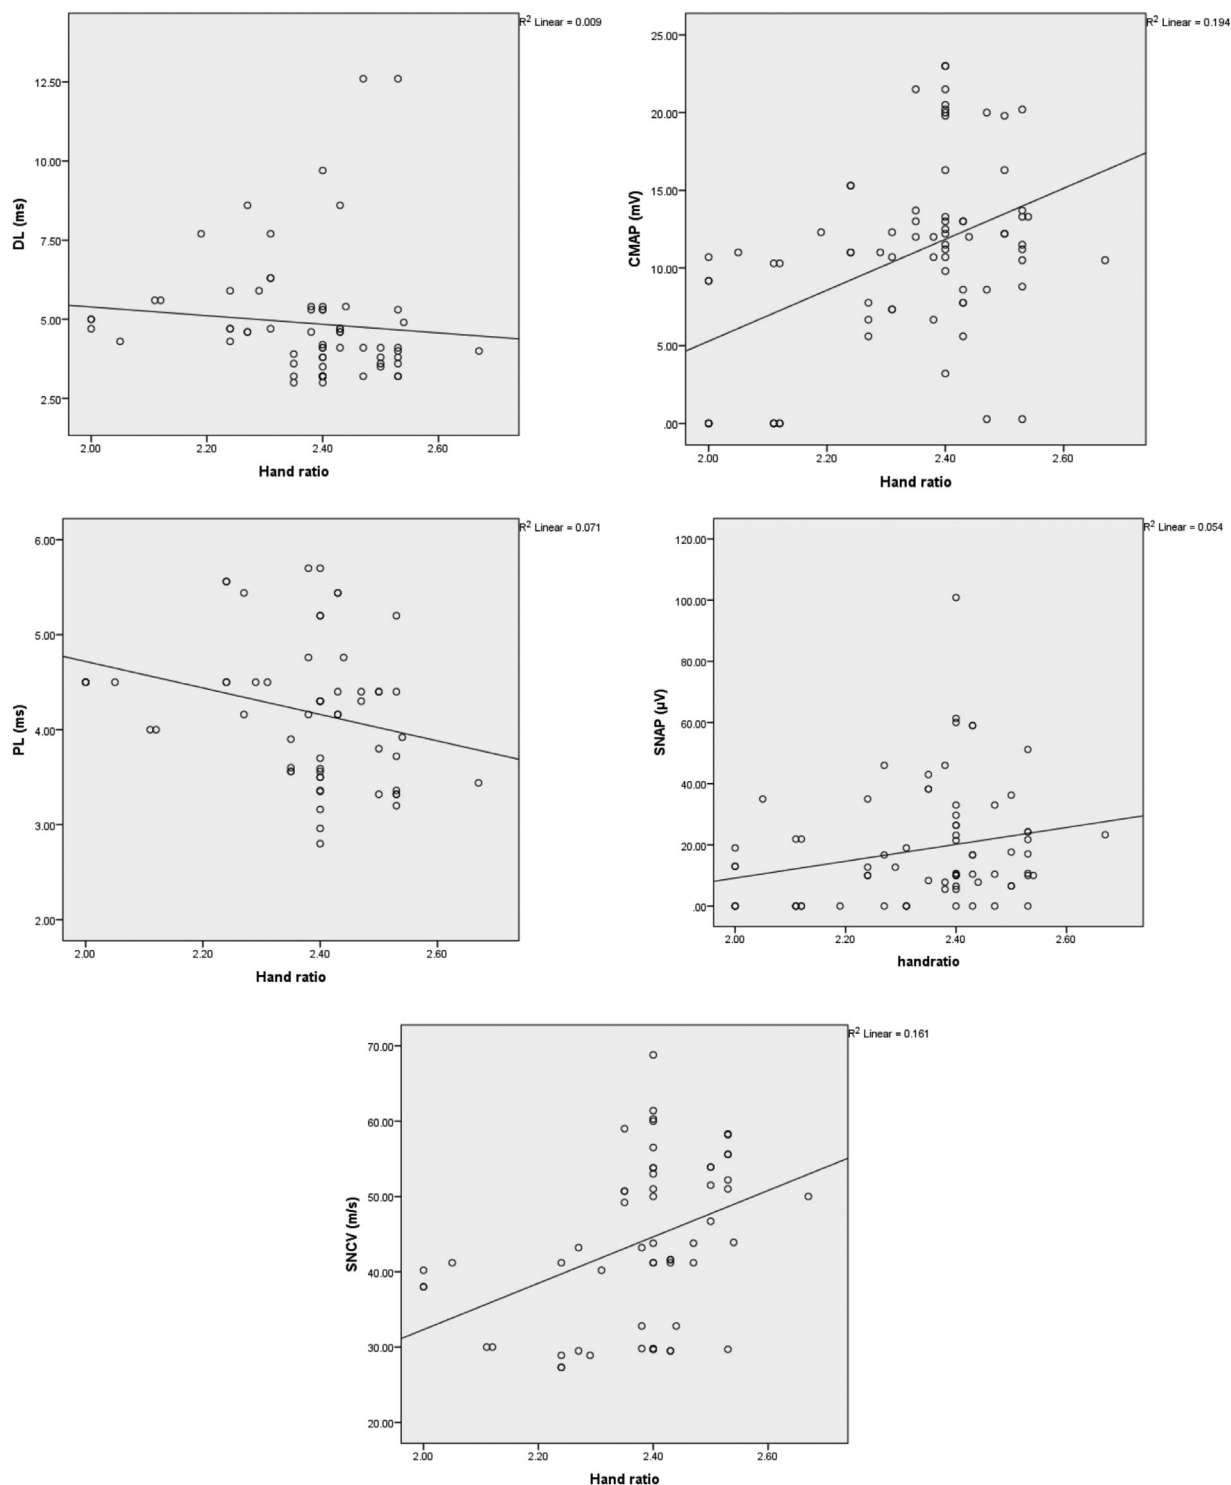 R² Linear = 0.009
12.50
10.00
7.50
5.00
2.50
DL (ms)
2.00 2.20 2.40 2.60
Hand ratio
R² Linear = 0.194
25.00
20.00
15.00
10.00
5.00
.00
CMAP (mV)
2.00 2.20 2.40 2.60
Hand ratio
R² Linear = 0.071
6.00
5.00
4.00
3.00
2.00
PL (ms)
2.00 2.20 2.40 2.60
Hand ratio
R² Linear = 0.054
120.00
100.00
80.00
60.00
40.00
20.00
.00
SNAP (µV)
2.00 2.20 2.40 2.60
handratio
R² Linear = 0.161
70.00
60.00
50.00
40.00
30.00
20.00
SNCV (m/s)
2.00 2.20 2.40 2.60
Hand ratio